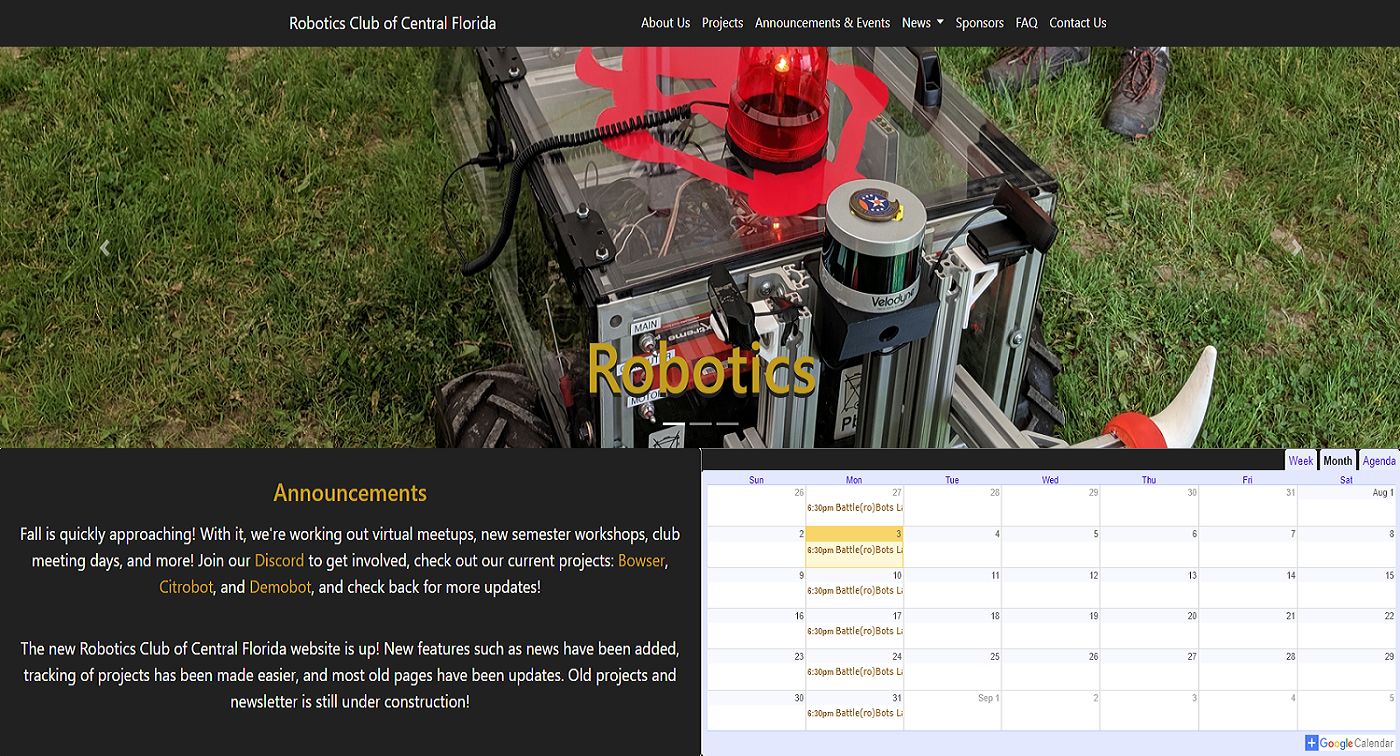 Robotics Club of Central Florida
About Us Projects Announcements & Events News Sponsors FAQ Contact Us
Velodyne
MAIN
Robotics
Announcements
Fall is quickly approaching! With it, we're working out virtual meetups, new semester workshops, club
meeting days, and more! Join our Discord to get involved, check out our current projects: Bowser,
Citrobot, and Demobot, and check back for more updates!
The new Robotics Club of Central Florida website is up! New features such as news have been added,
tracking of projects has been made easier, and most old pages have been updates. Old projects and
newsletter is still under construction!
Week Month Agenda
Sun Mon Tue Wed Thu Fri Sat
26 27 28 29 30 31 Aug 1
6:30pm Battle(ro)Bots La
2 3 4 5 6 7 8
6:30pm Battle(ro)Bots La
9 10 11 12 13 14 15
6:30pm Battle(ro)Bots La
16 17 18 19 20 21 22
6:30pm Battle(ro)Bots La
23 24 25 26 27 28 29
6:30pm Battle(ro)Bots La
30 31 Sep 1 2 3 4 5
6:30pm Battle(ro)Bots La
+ Google Calendar